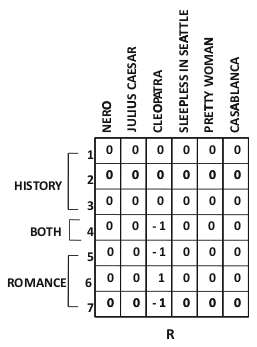 NERO
JULIUS CAESAR
CLEOPATRA
SLEEPLESS IN SEATTLE
PRETTY WOMAN
CASABLANCA
1 0 0 0 0 0 0
HISTORY
2 0 0 0 0 0 0
3 0 0 0 0 0 0
BOTH 4 0 0 -1 0 0 0
5 0 0 -1 0 0 0
ROMANCE 6 0 0 1 0 0 0
7 0 0 -1 0 0 0
R